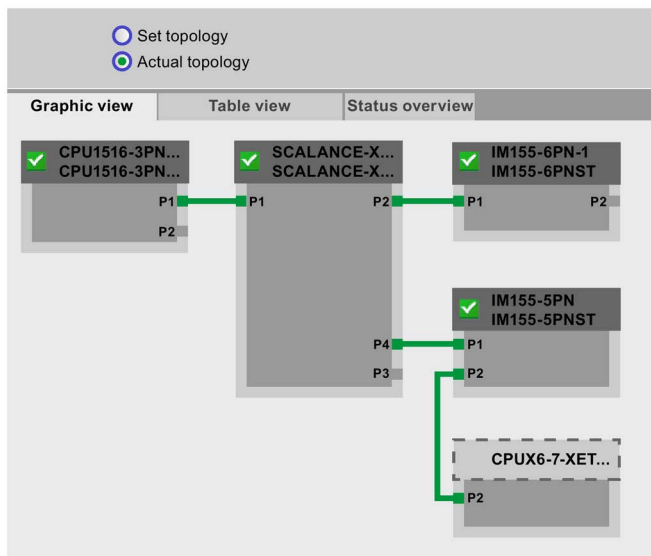 Set topology
Actual topology
Graphic view
Table view
Status overview
CPU1516-3PN...
CPU1516-3PN...
P1
P2
SCALANCE-X...
SCALANCE-X...
P1
P2
P4
P3
IM155-6PN-1
IM155-6PNST
P1
P2
IM155-5PN
IM155-5PNST
P1
P2
CPUX6-7-XET...
P2